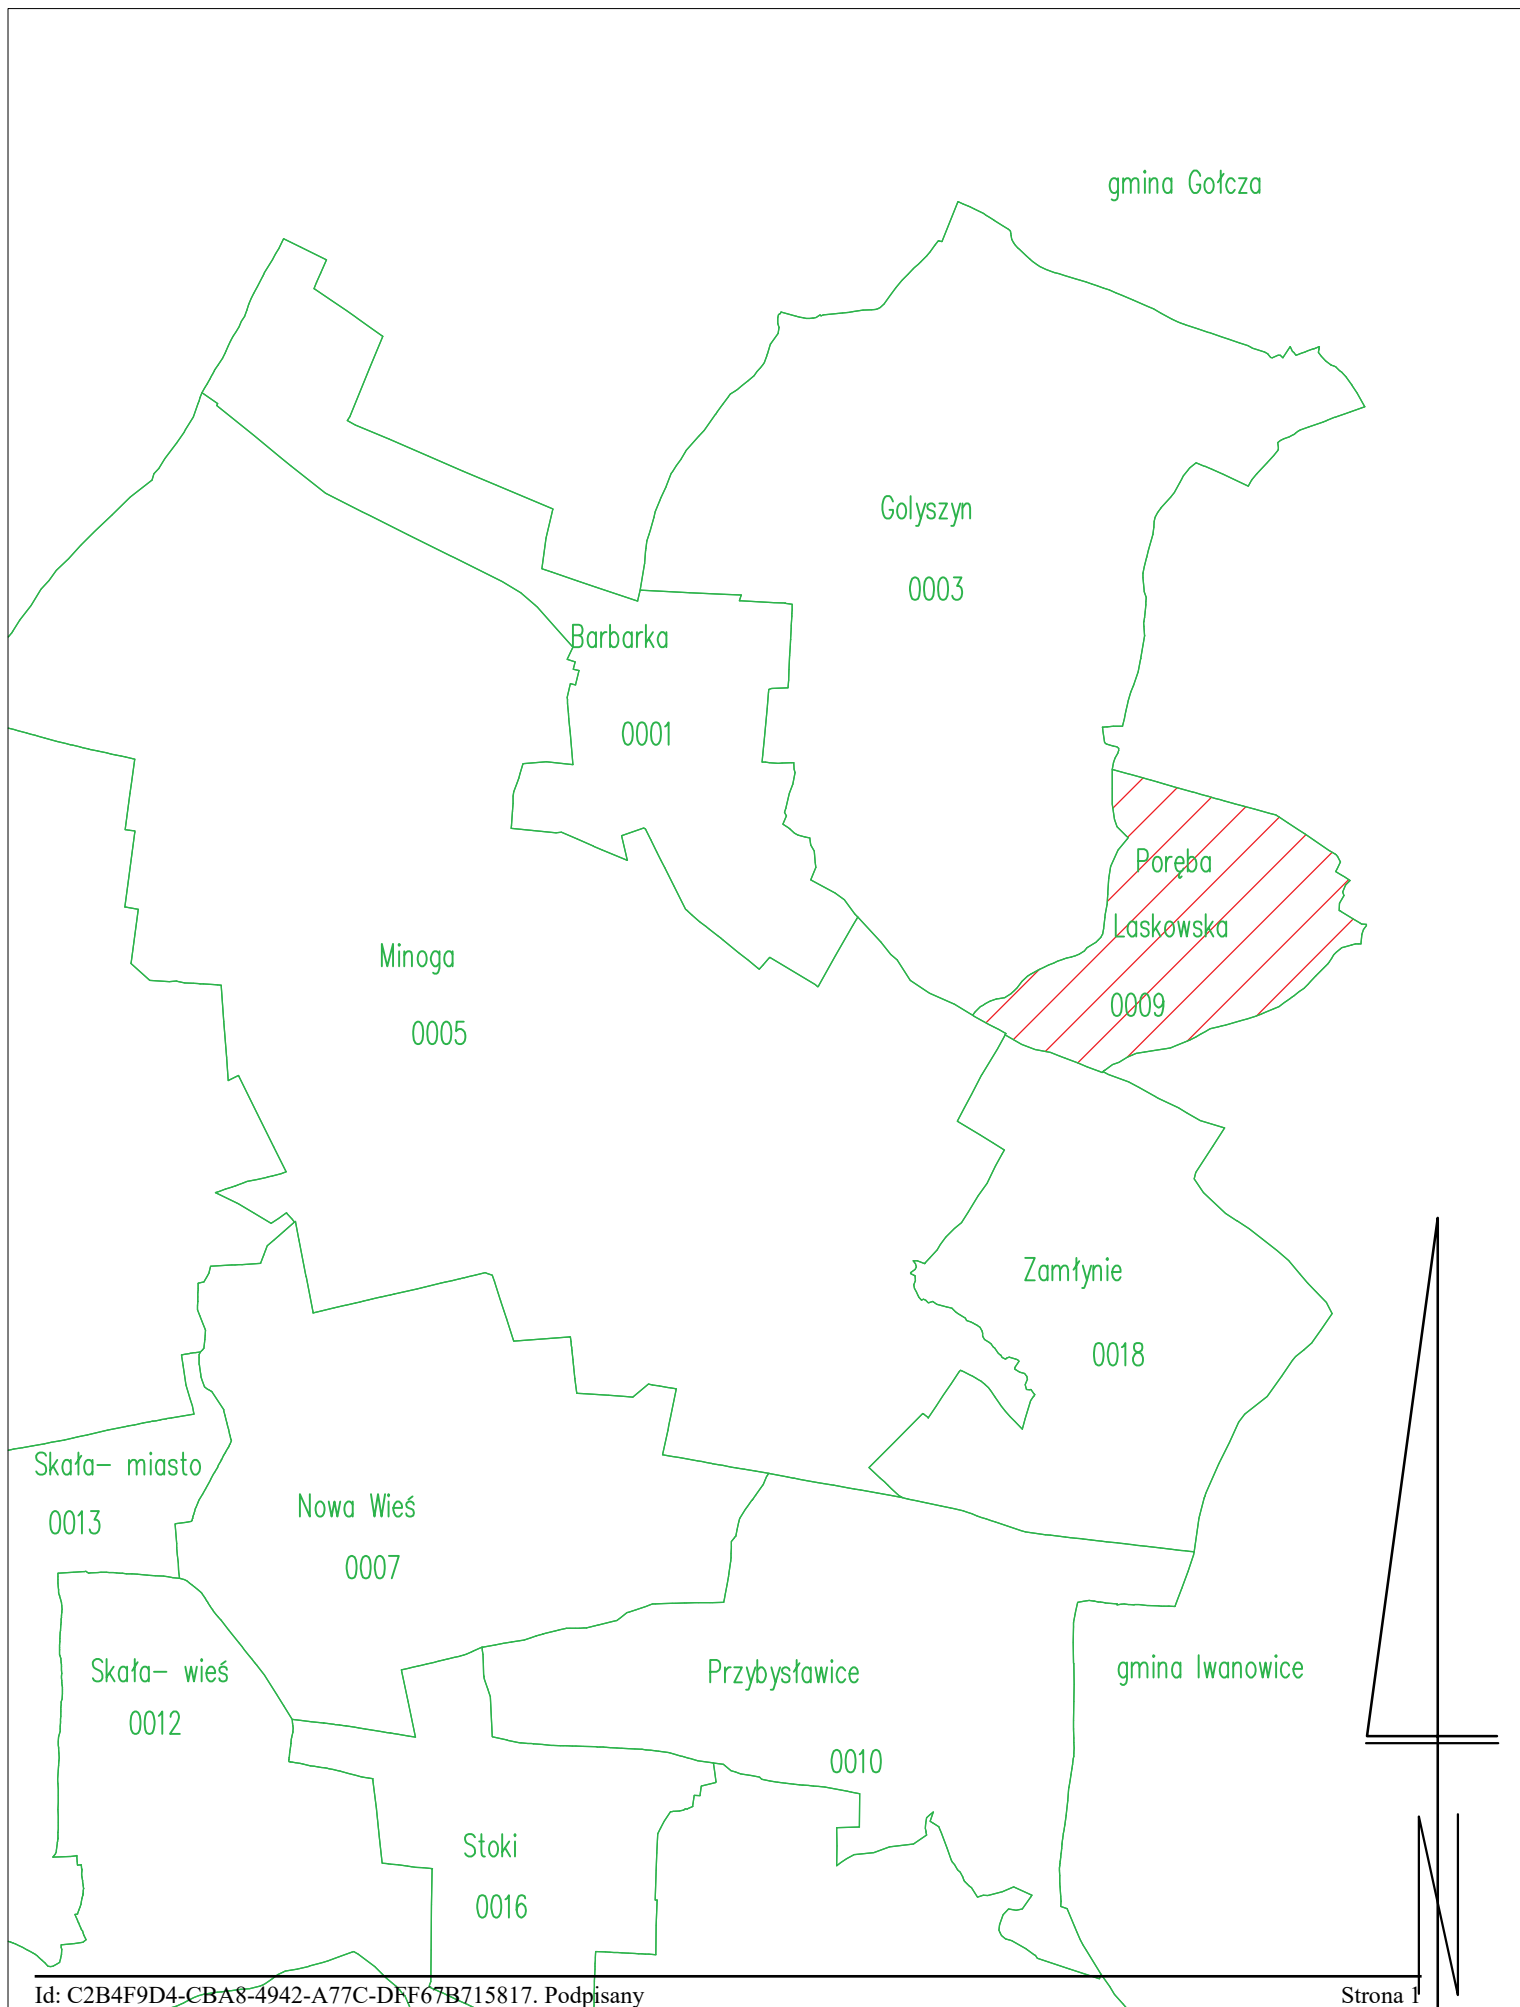 gmina Gołcza
Golyszyn
0003
Barbarka
0001
Poręba
Laskowska
0009
Minoga
0005
Zamłynie
0018
Skała- miasto
0013
Nowa Wieś
0007
Skała- wieś
0012
Przybysławice
0010
gmina Iwanowice
Stoki
0016
N
Id: C2B4F9D4-CBA8-4942-A77C-DFF67B715817. Podpisany
Strona 1